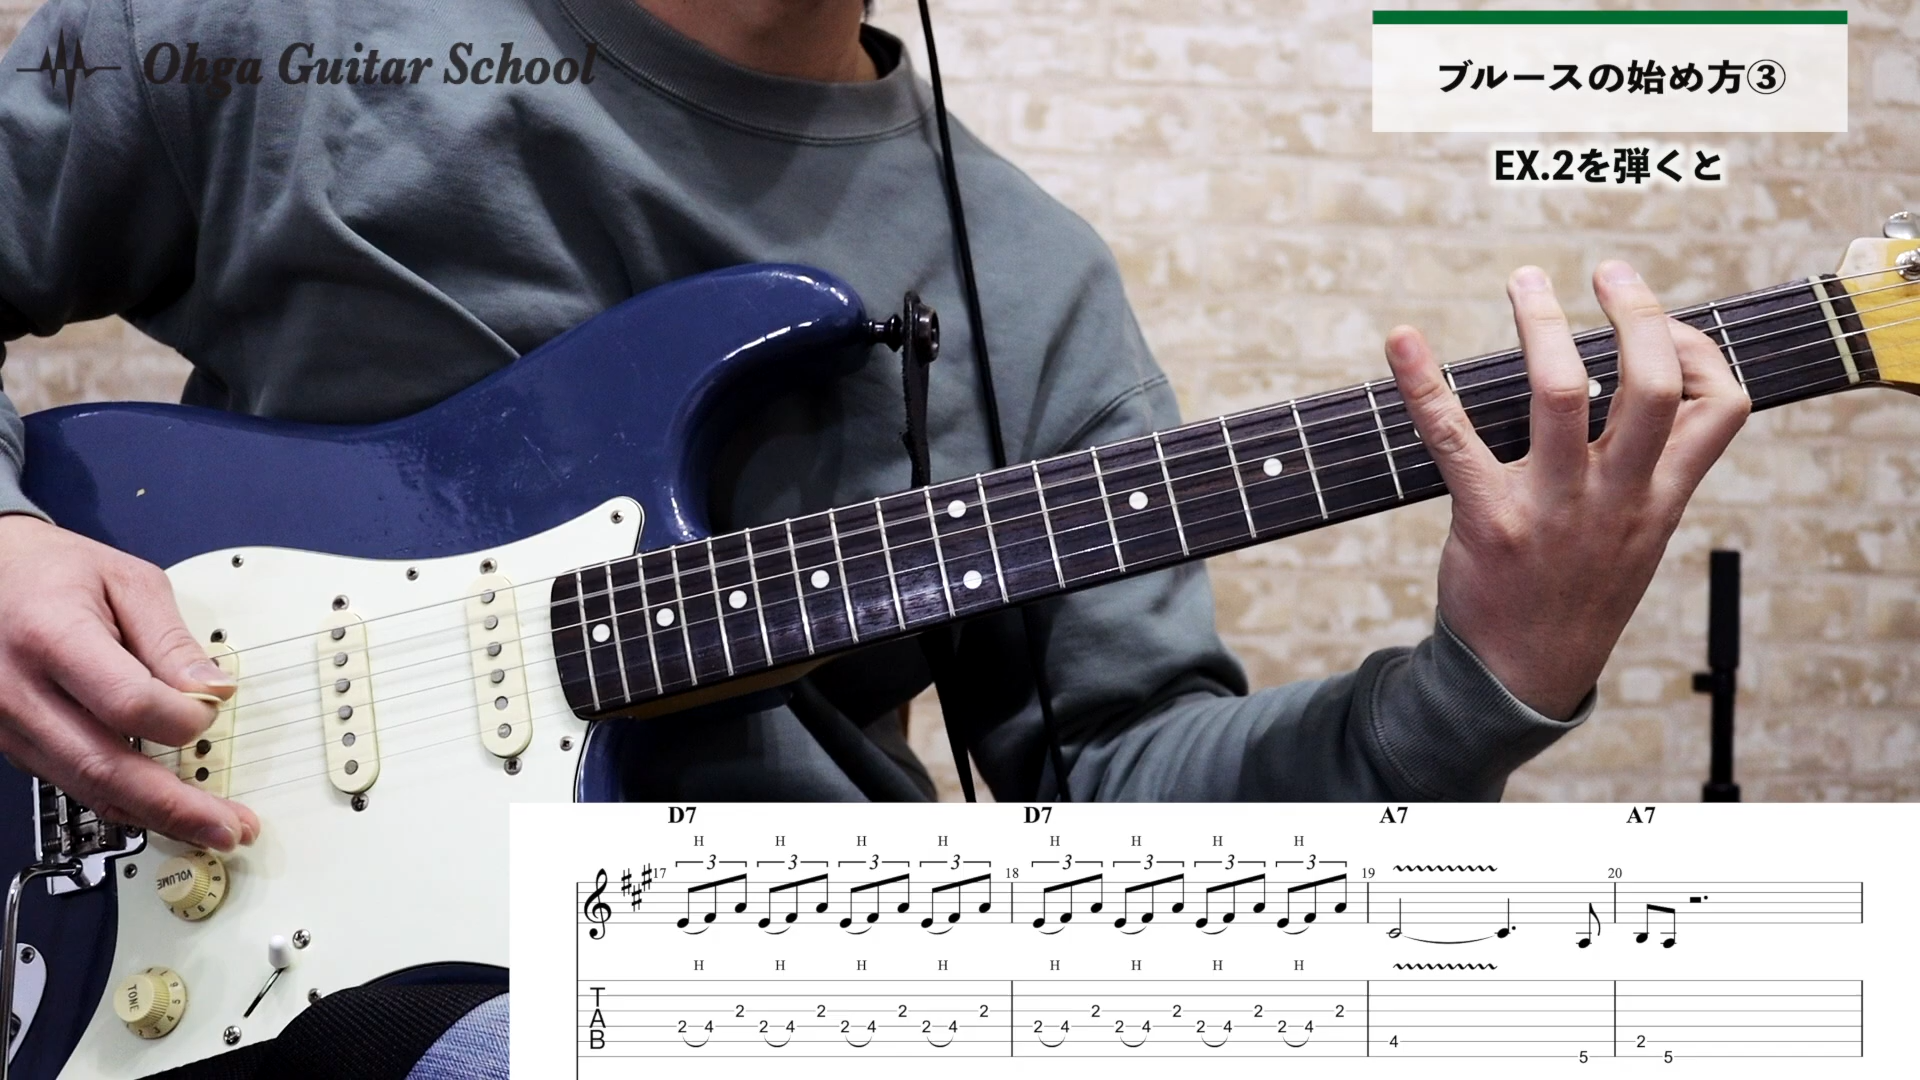 Ohga Guitar School
ブルースの始め方③
EX.2を弾くと
VOLUME
TONE
D7 D7 A7 A7
H H H H H H H H
3 3 3 3 3 3 3 3
17 18 19 20
H H H H H H H H
T
A
B
2 4 2 2 4 2 2 4 2 2 4 2 2 4 2 2 4 2 2 4 2 2 4 2 4 5 2 5